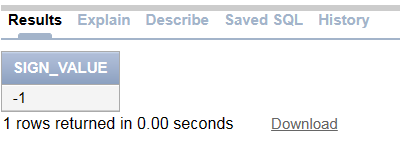 Results Explain Describe Saved SQL History
SIGN_VALUE
-1
1 rows returned in 0.00 seconds Download